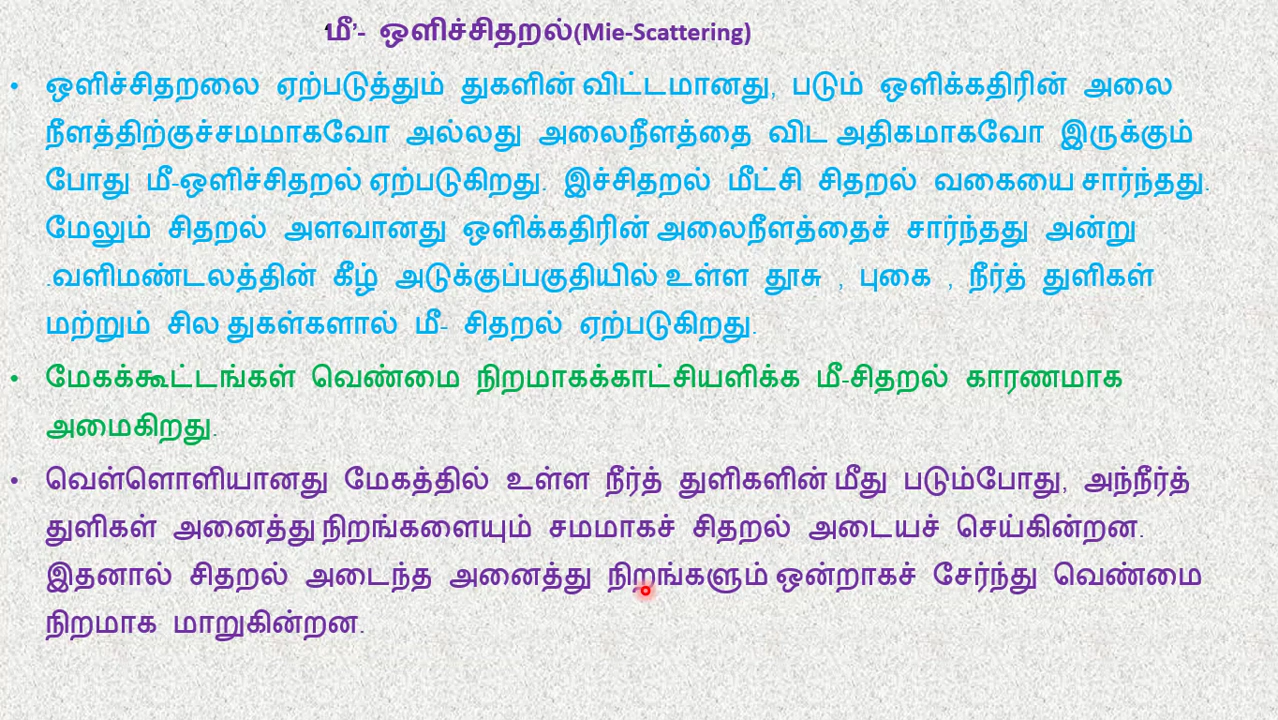 ‘மீ’- ஒளிச்சிதறல்(Mie-Scattering)
• ஒளிச்சிதறலை ஏற்படுத்தும் துகளின் விட்டமானது, படும் ஒளிக்கதிரின் அலை
நீளத்திற்குச்சமமாகவோ அல்லது அலைநீளத்தை விட அதிகமாகவோ இருக்கும்
போது மீ-ஒளிச்சிதறல் ஏற்படுகிறது. இச்சிதறல் மீட்சி சிதறல் வகையை சார்ந்தது.
மேலும் சிதறல் அளவானது ஒளிக்கதிரின் அலைநீளத்தைச் சார்ந்தது அன்று
.வளிமண்டலத்தின் கீழ் அடுக்குப்பகுதியில் உள்ள தூசு , புகை , நீர்த் துளிகள்
மற்றும் சில துகள்களால் மீ- சிதறல் ஏற்படுகிறது.
• மேகக்கூட்டங்கள் வெண்மை நிறமாகக்காட்சியளிக்க மீ-சிதறல் காரணமாக
அமைகிறது.
• வெள்ளொளியானது மேகத்தில் உள்ள நீர்த் துளிகளின் மீது படும்போது, அந்நீர்த்
துளிகள் அனைத்து நிறங்களையும் சமமாகச் சிதறல் அடையச் செய்கின்றன.
இதனால் சிதறல் அடைந்த அனைத்து நிறங்களும் ஒன்றாகச் சேர்ந்து வெண்மை
நிறமாக மாறுகின்றன.